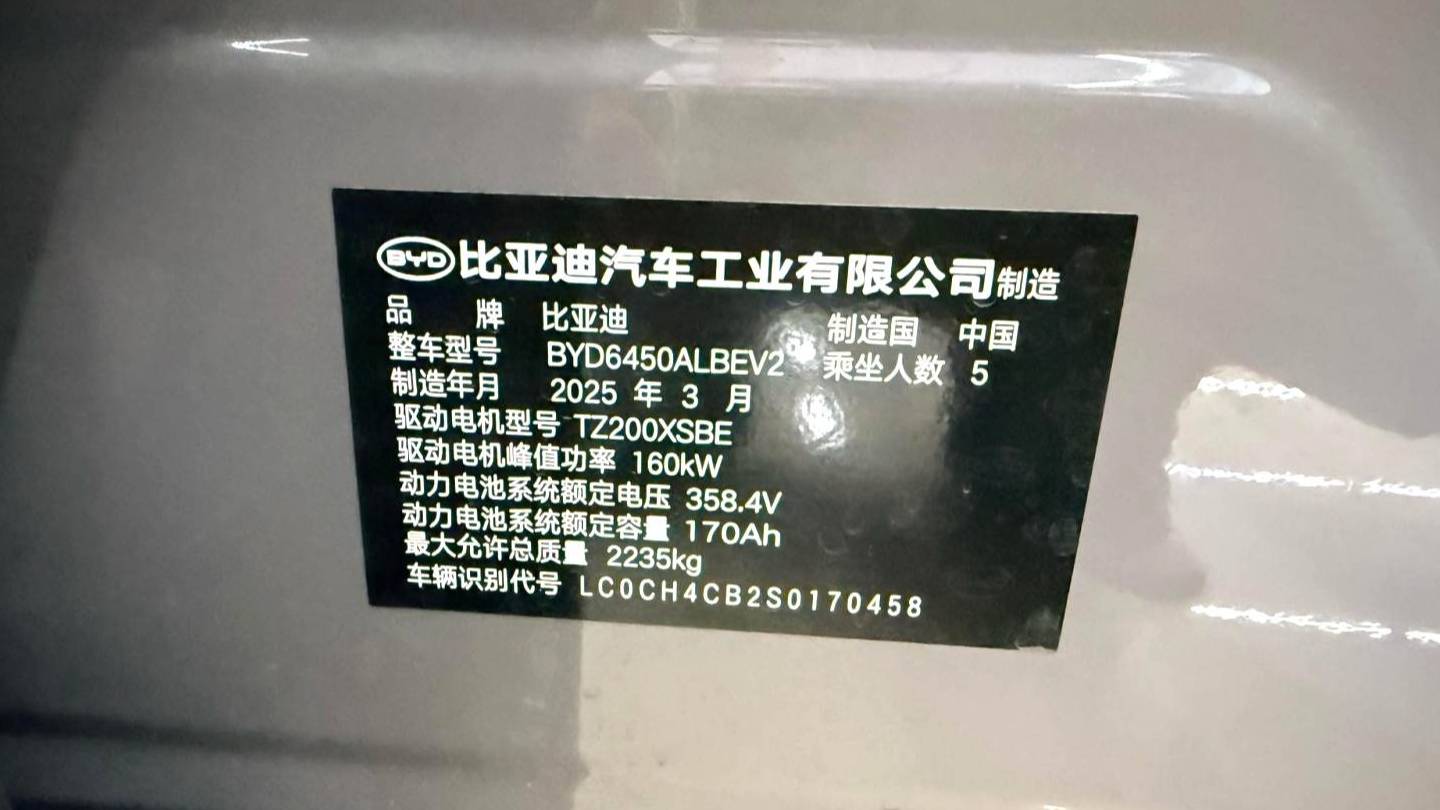 BYD 比亚迪汽车工业有限公司制造
品 牌 比亚迪 制造国 中国
整车型号 BYD6450ALBEV2 乘坐人数 5
制造年月 2025 年 3 月
驱动电机型号 TZ200XSBE
驱动电机峰值功率 160kW
动力电池系统额定电压 358.4V
动力电池系统额定容量 170Ah
最大允许总质量 2235kg
车辆识别代号 LC0CH4CB2S0170458